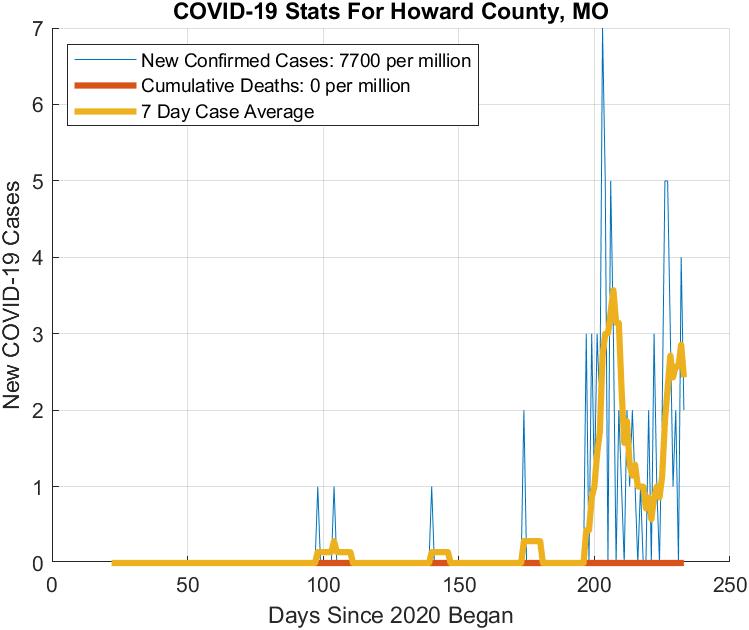 COVID-19 Stats For Howard County, MO
New Confirmed Cases: 7700 per million
Cumulative Deaths: 0 per million
7 Day Case Average
New COVID-19 Cases
7
6
5
4
3
2
1
0
0 50 100 150 200 250
Days Since 2020 Began